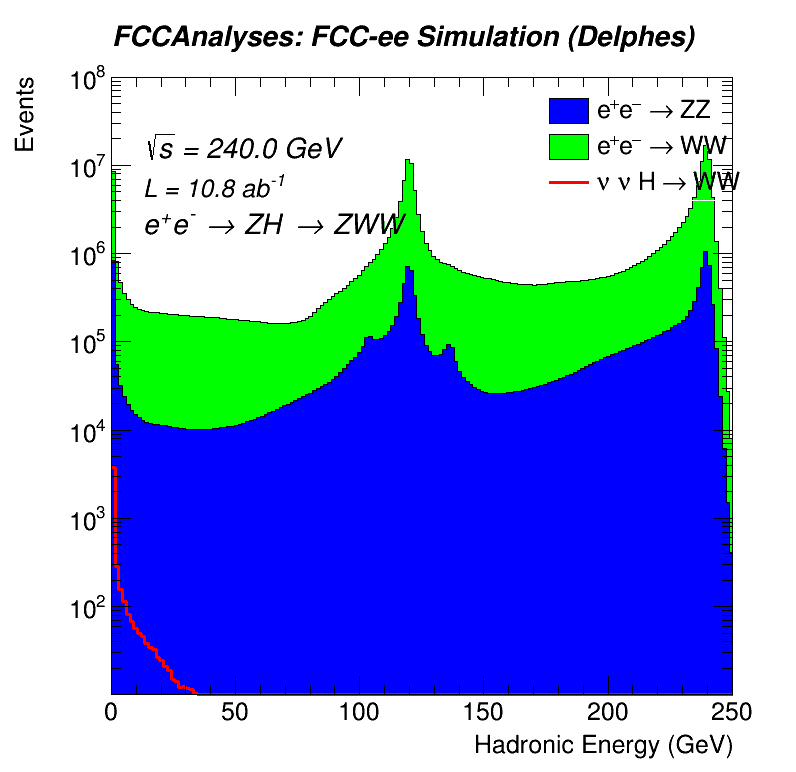 FCCAnalyses: FCC-ee Simulation (Delphes)
Events
10⁸
10⁷
10⁶
10⁵
10⁴
10³
10²
√s = 240.0 GeV
L = 10.8 ab⁻¹
e⁺e⁻ → ZH → ZWW
e⁺e⁻ → ZZ
e⁺e⁻ → WW
ν ν H → WW
0 50 100 150 200 250
Hadronic Energy (GeV)